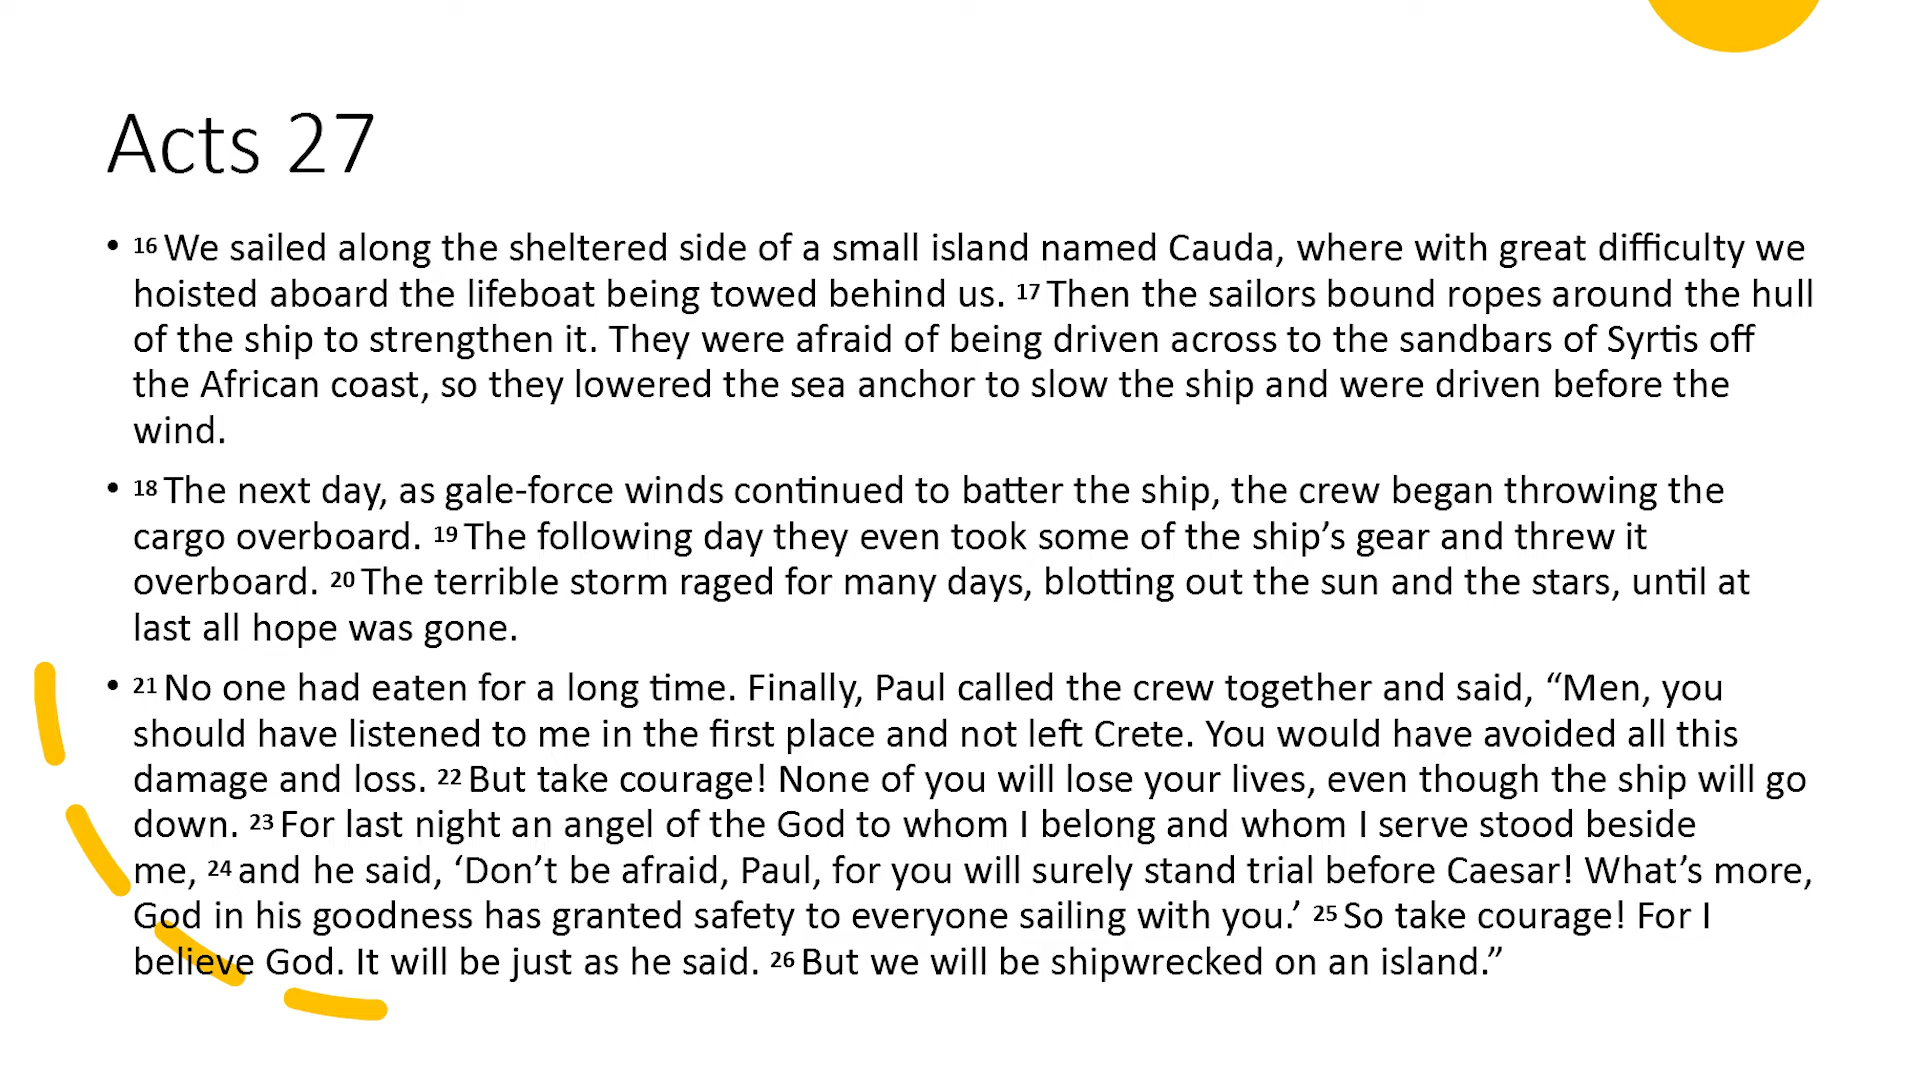 Acts 27
• 16 We sailed along the sheltered side of a small island named Cauda, where with great difficulty we
hoisted aboard the lifeboat being towed behind us. 17 Then the sailors bound ropes around the hull
of the ship to strengthen it. They were afraid of being driven across to the sandbars of Syrtis off
the African coast, so they lowered the sea anchor to slow the ship and were driven before the
wind.
• 18 The next day, as gale-force winds continued to batter the ship, the crew began throwing the
cargo overboard. 19 The following day they even took some of the ship’s gear and threw it
overboard. 20 The terrible storm raged for many days, blotting out the sun and the stars, until at
last all hope was gone.
• 21 No one had eaten for a long time. Finally, Paul called the crew together and said, “Men, you
should have listened to me in the first place and not left Crete. You would have avoided all this
damage and loss. 22 But take courage! None of you will lose your lives, even though the ship will go
down. 23 For last night an angel of the God to whom I belong and whom I serve stood beside
me, 24 and he said, ‘Don’t be afraid, Paul, for you will surely stand trial before Caesar! What’s more,
God in his goodness has granted safety to everyone sailing with you.’ 25 So take courage! For I
believe God. It will be just as he said. 26 But we will be shipwrecked on an island.”